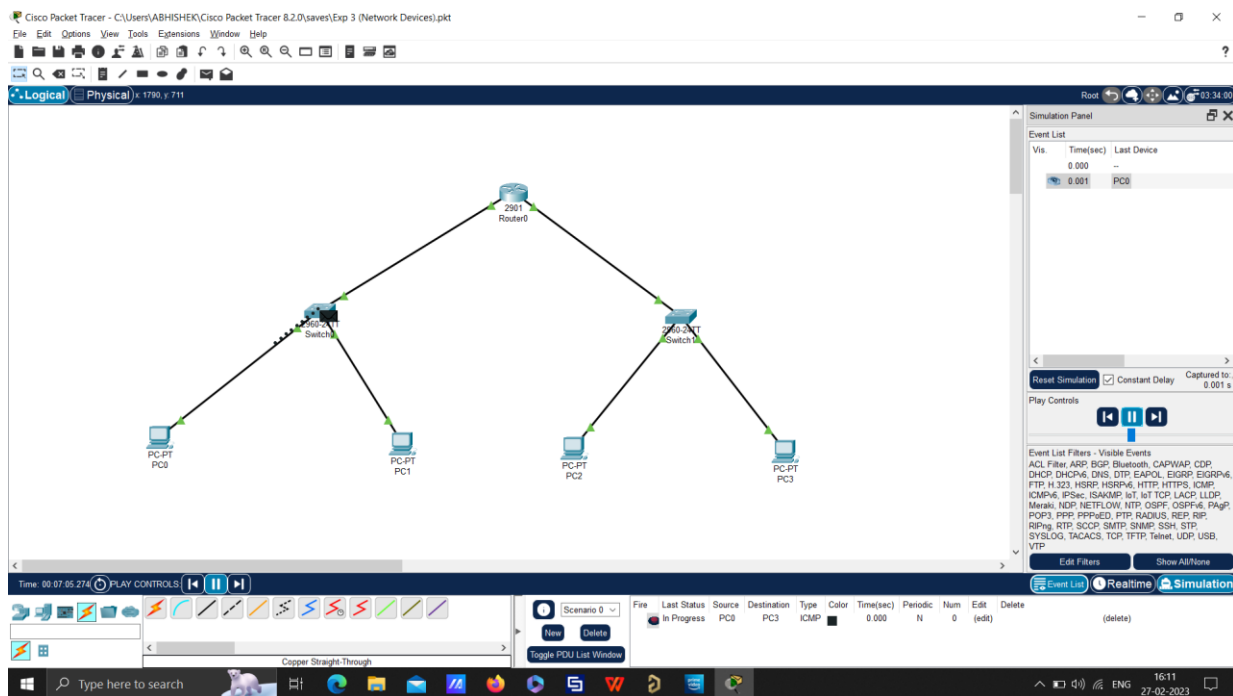 Cisco Packet Tracer - C:\Users\ABHISHEK\Cisco Packet Tracer 8.2.0\saves\Exp 3 (Network Devices).pkt
File Edit Options View Tools Extensions Window Help
Logical Physical x: 1790, y: 711
Root 03:34:00
Simulation Panel
Event List
Vis. Time(sec) Last Device
0.000 --
0.001 PC0
2901
Router0
2960-24TT
Switch0
2960-24TT
Switch1
PC-PT
PC0
PC-PT
PC1
PC-PT
PC2
PC-PT
PC3
Reset Simulation Constant Delay Captured to:
0.001 s
Play Controls
Event List Filters - Visible Events
ACL Filter, ARP, BGP, Bluetooth, CAPWAP, CDP,
DHCP, DHCPv6, DNS, DTP, EAPOL, EIGRP, EIGRPv6,
FTP, H.323, HSRP, HSRPv6, HTTP, HTTPS, ICMP,
ICMPv6, IPSec, ISAKMP, IoT, IoT TCP, LACP, LLDP,
Meraki, NDP, NETFLOW, NTP, OSPF, OSPFv6, PAgP,
POP3, PPP, PPPoED, PTP, RADIUS, REP, RIP,
RIPng, RTP, SCCP, SMTP, SNMP, SSH, STP,
SYSLOG, TACACS, TCP, TFTP, Telnet, UDP, USB,
VTP
Edit Filters Show All/None
Time: 00:07:05.274 PLAY CONTROLS:
Event List Realtime Simulation
Scenario 0
New Delete
Toggle PDU List Window
Fire Last Status Source Destination Type Color Time(sec) Periodic Num Edit Delete
In Progress PC0 PC3 ICMP 0.000 N 0 (edit) (delete)
Copper Straight-Through
Type here to search
ENG
16:11
27-02-2023